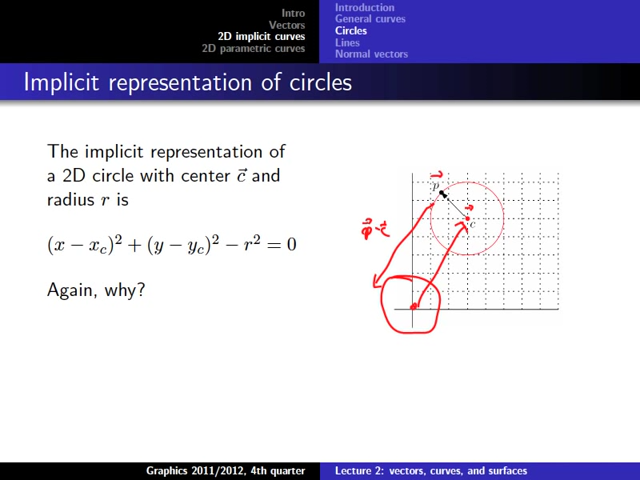 Intro
Vectors
2D implicit curves
2D parametric curves
Introduction
General curves
Circles
Lines
Normal vectors
Implicit representation of circles
The implicit representation of
a 2D circle with center c⃗ and
radius r is
(x − x_c)² + (y − y_c)² − r² = 0
Again, why?
p⃗
c⃗
p⃗-c⃗
Graphics 2011/2012, 4th quarter
Lecture 2: vectors, curves, and surfaces